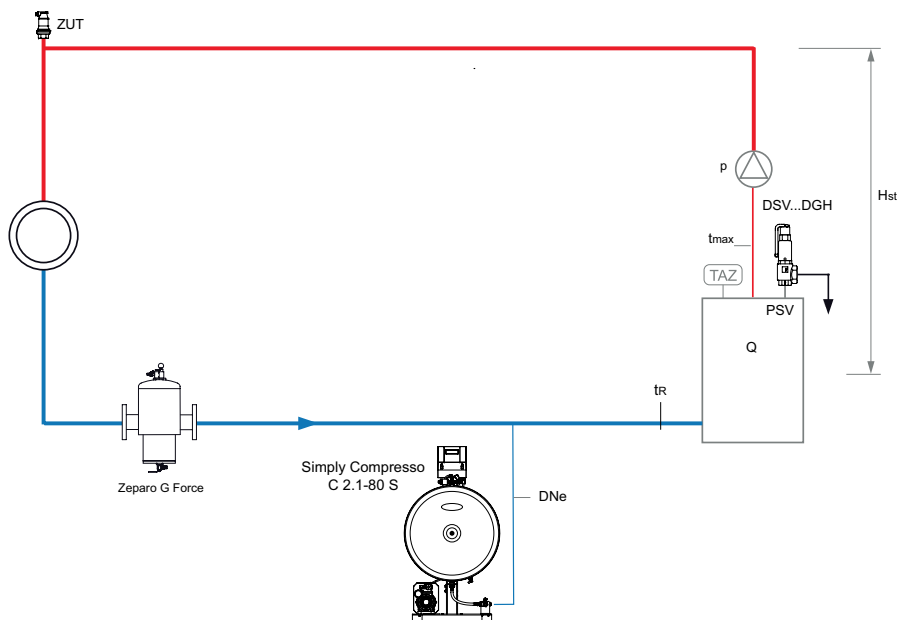 ZUT
p
Hst
DSV...DGH
tmax
TAZ
PSV
Q
tR
Zeparo G Force
Simply Compresso
C 2.1-80 S
DNe